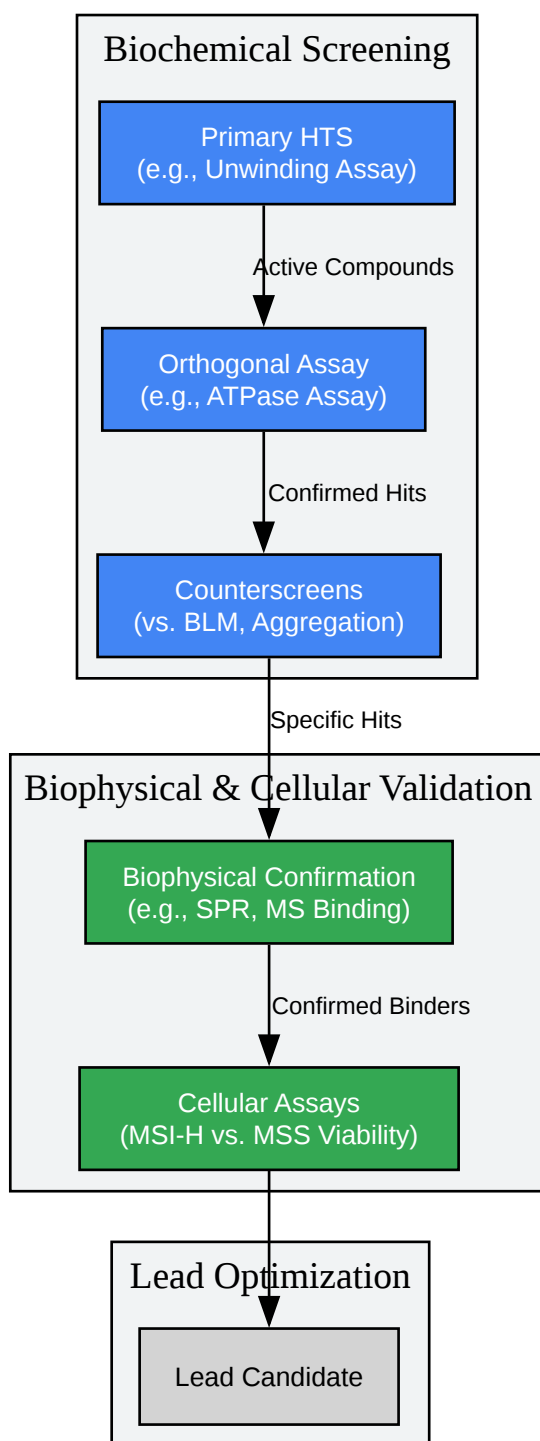 Biochemical Screening
Primary HTS
(e.g., Unwinding Assay)
Active Compounds
Orthogonal Assay
(e.g., ATPase Assay)
Confirmed Hits
Counterscreens
(vs. BLM, Aggregation)
Specific Hits
Biophysical & Cellular Validation
Biophysical Confirmation
(e.g., SPR, MS Binding)
Confirmed Binders
Cellular Assays
(MSI-H vs. MSS Viability)
Lead Optimization
Lead Candidate